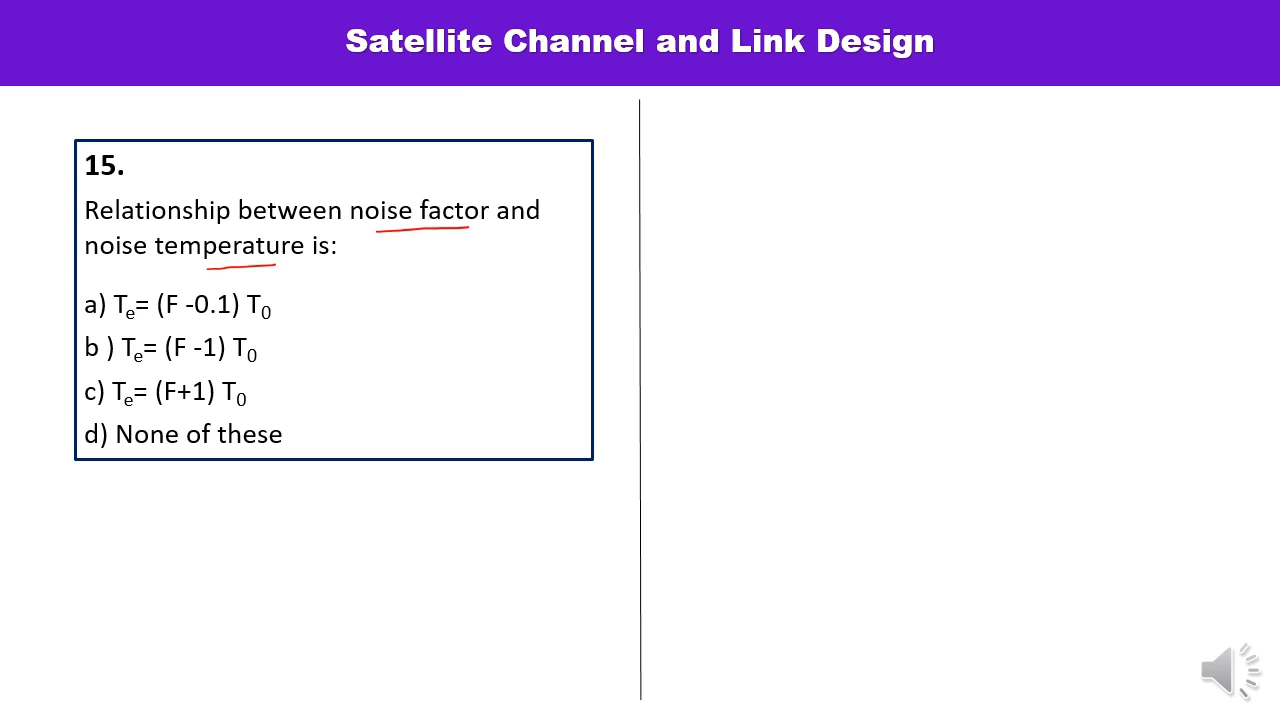 Satellite Channel and Link Design
15.
Relationship between noise factor and
noise temperature is:
a) Te= (F -0.1) T0
b ) Te= (F -1) T0
c) Te= (F+1) T0
d) None of these